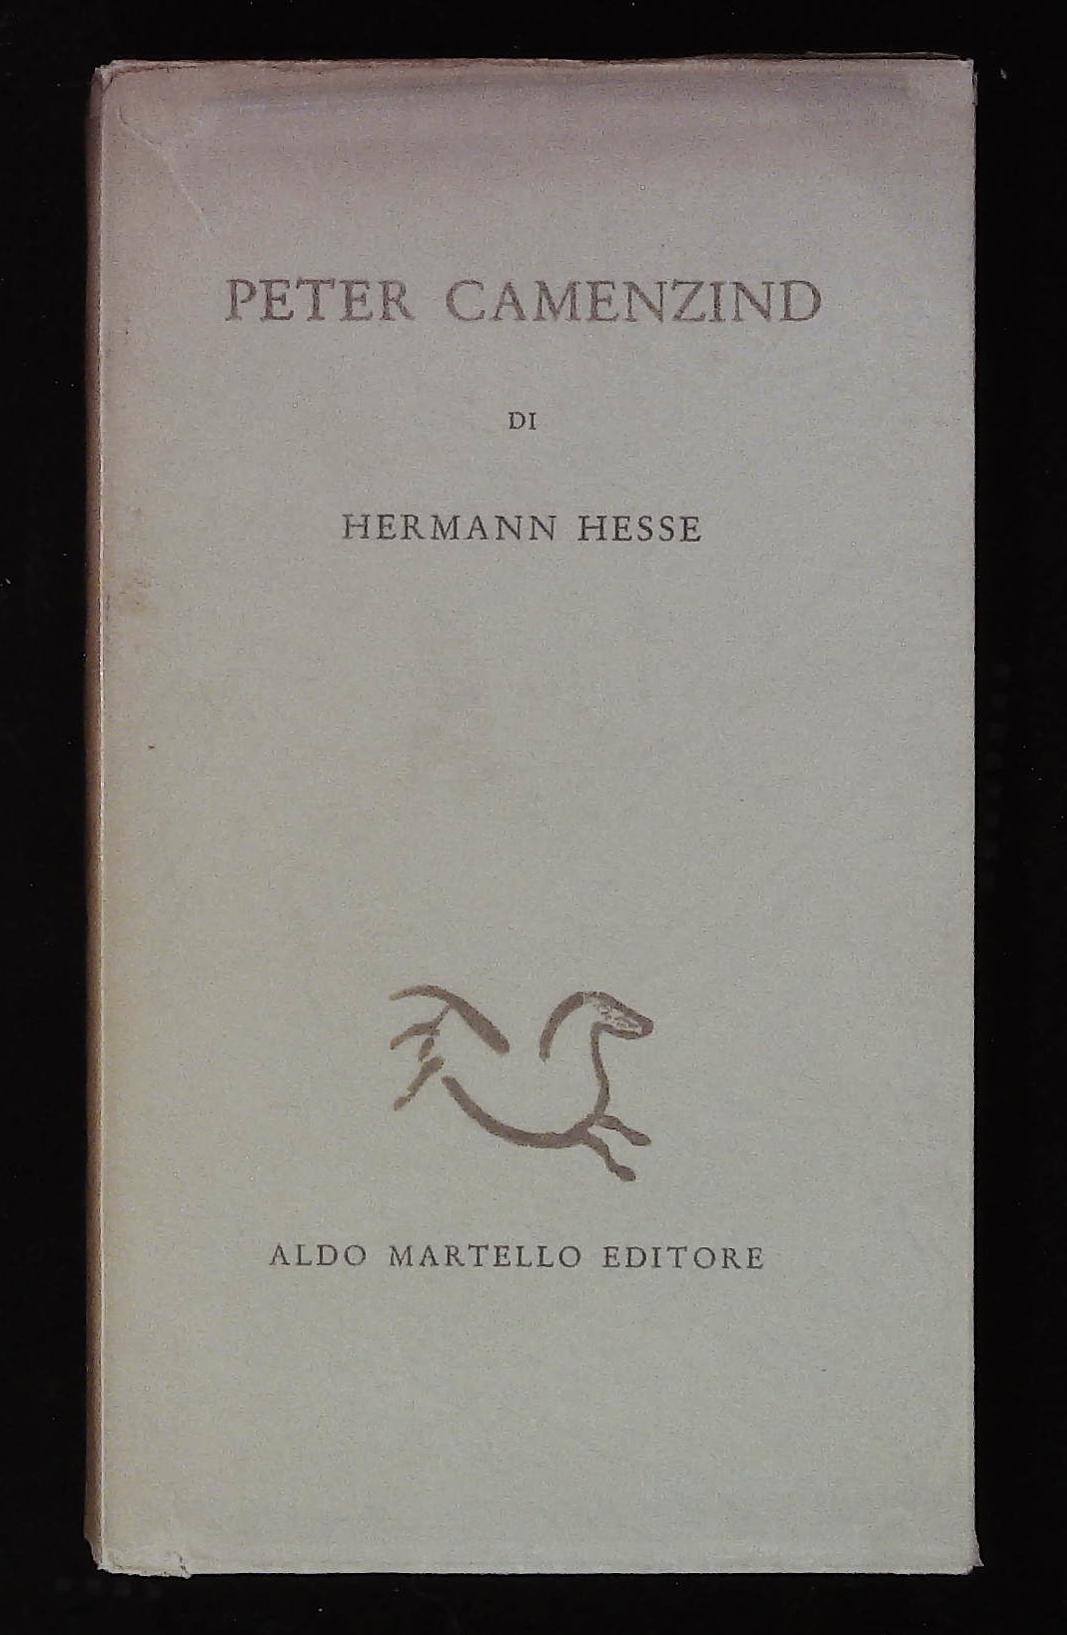 PETER CAMENZIND
DI
HERMANN HESSE
ALDO MARTELLO EDITORE